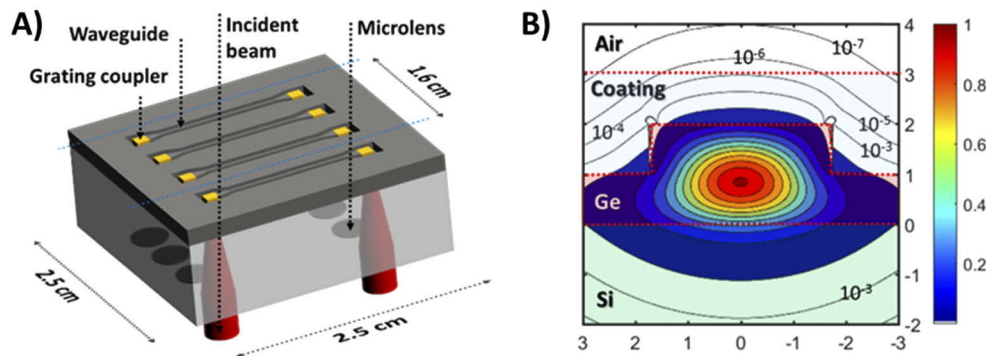 A)
Waveguide
Grating coupler
Incident
beam
Microlens
1.6 cm
2.5 cm
2.5 cm
B)
Air
Coating
Ge
Si
10⁻⁶
10⁻⁷
10⁻⁴
10⁻⁵
10⁻³
10⁻³
4
3
2
1
0
-1
-2
3 2 1 0 -1 -2 -3
1
0.8
0.6
0.4
0.2